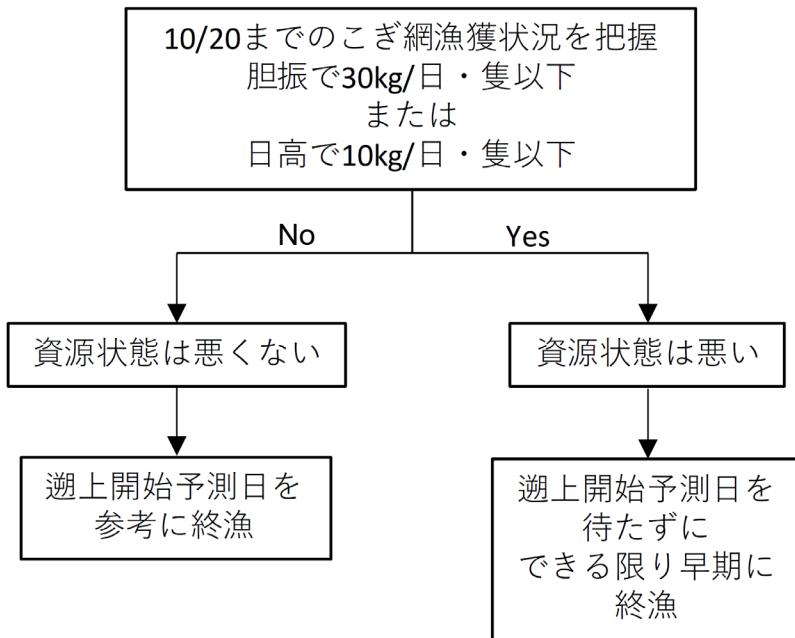 10/20までのこぎ網漁獲状況を把握
胆振で30kg/日・隻以下
または
日高で10kg/日・隻以下
No
Yes
資源状態は悪くない
資源状態は悪い
遡上開始予測日を
参考に終漁
遡上開始予測日を
待たずに
できる限り早期に
終漁